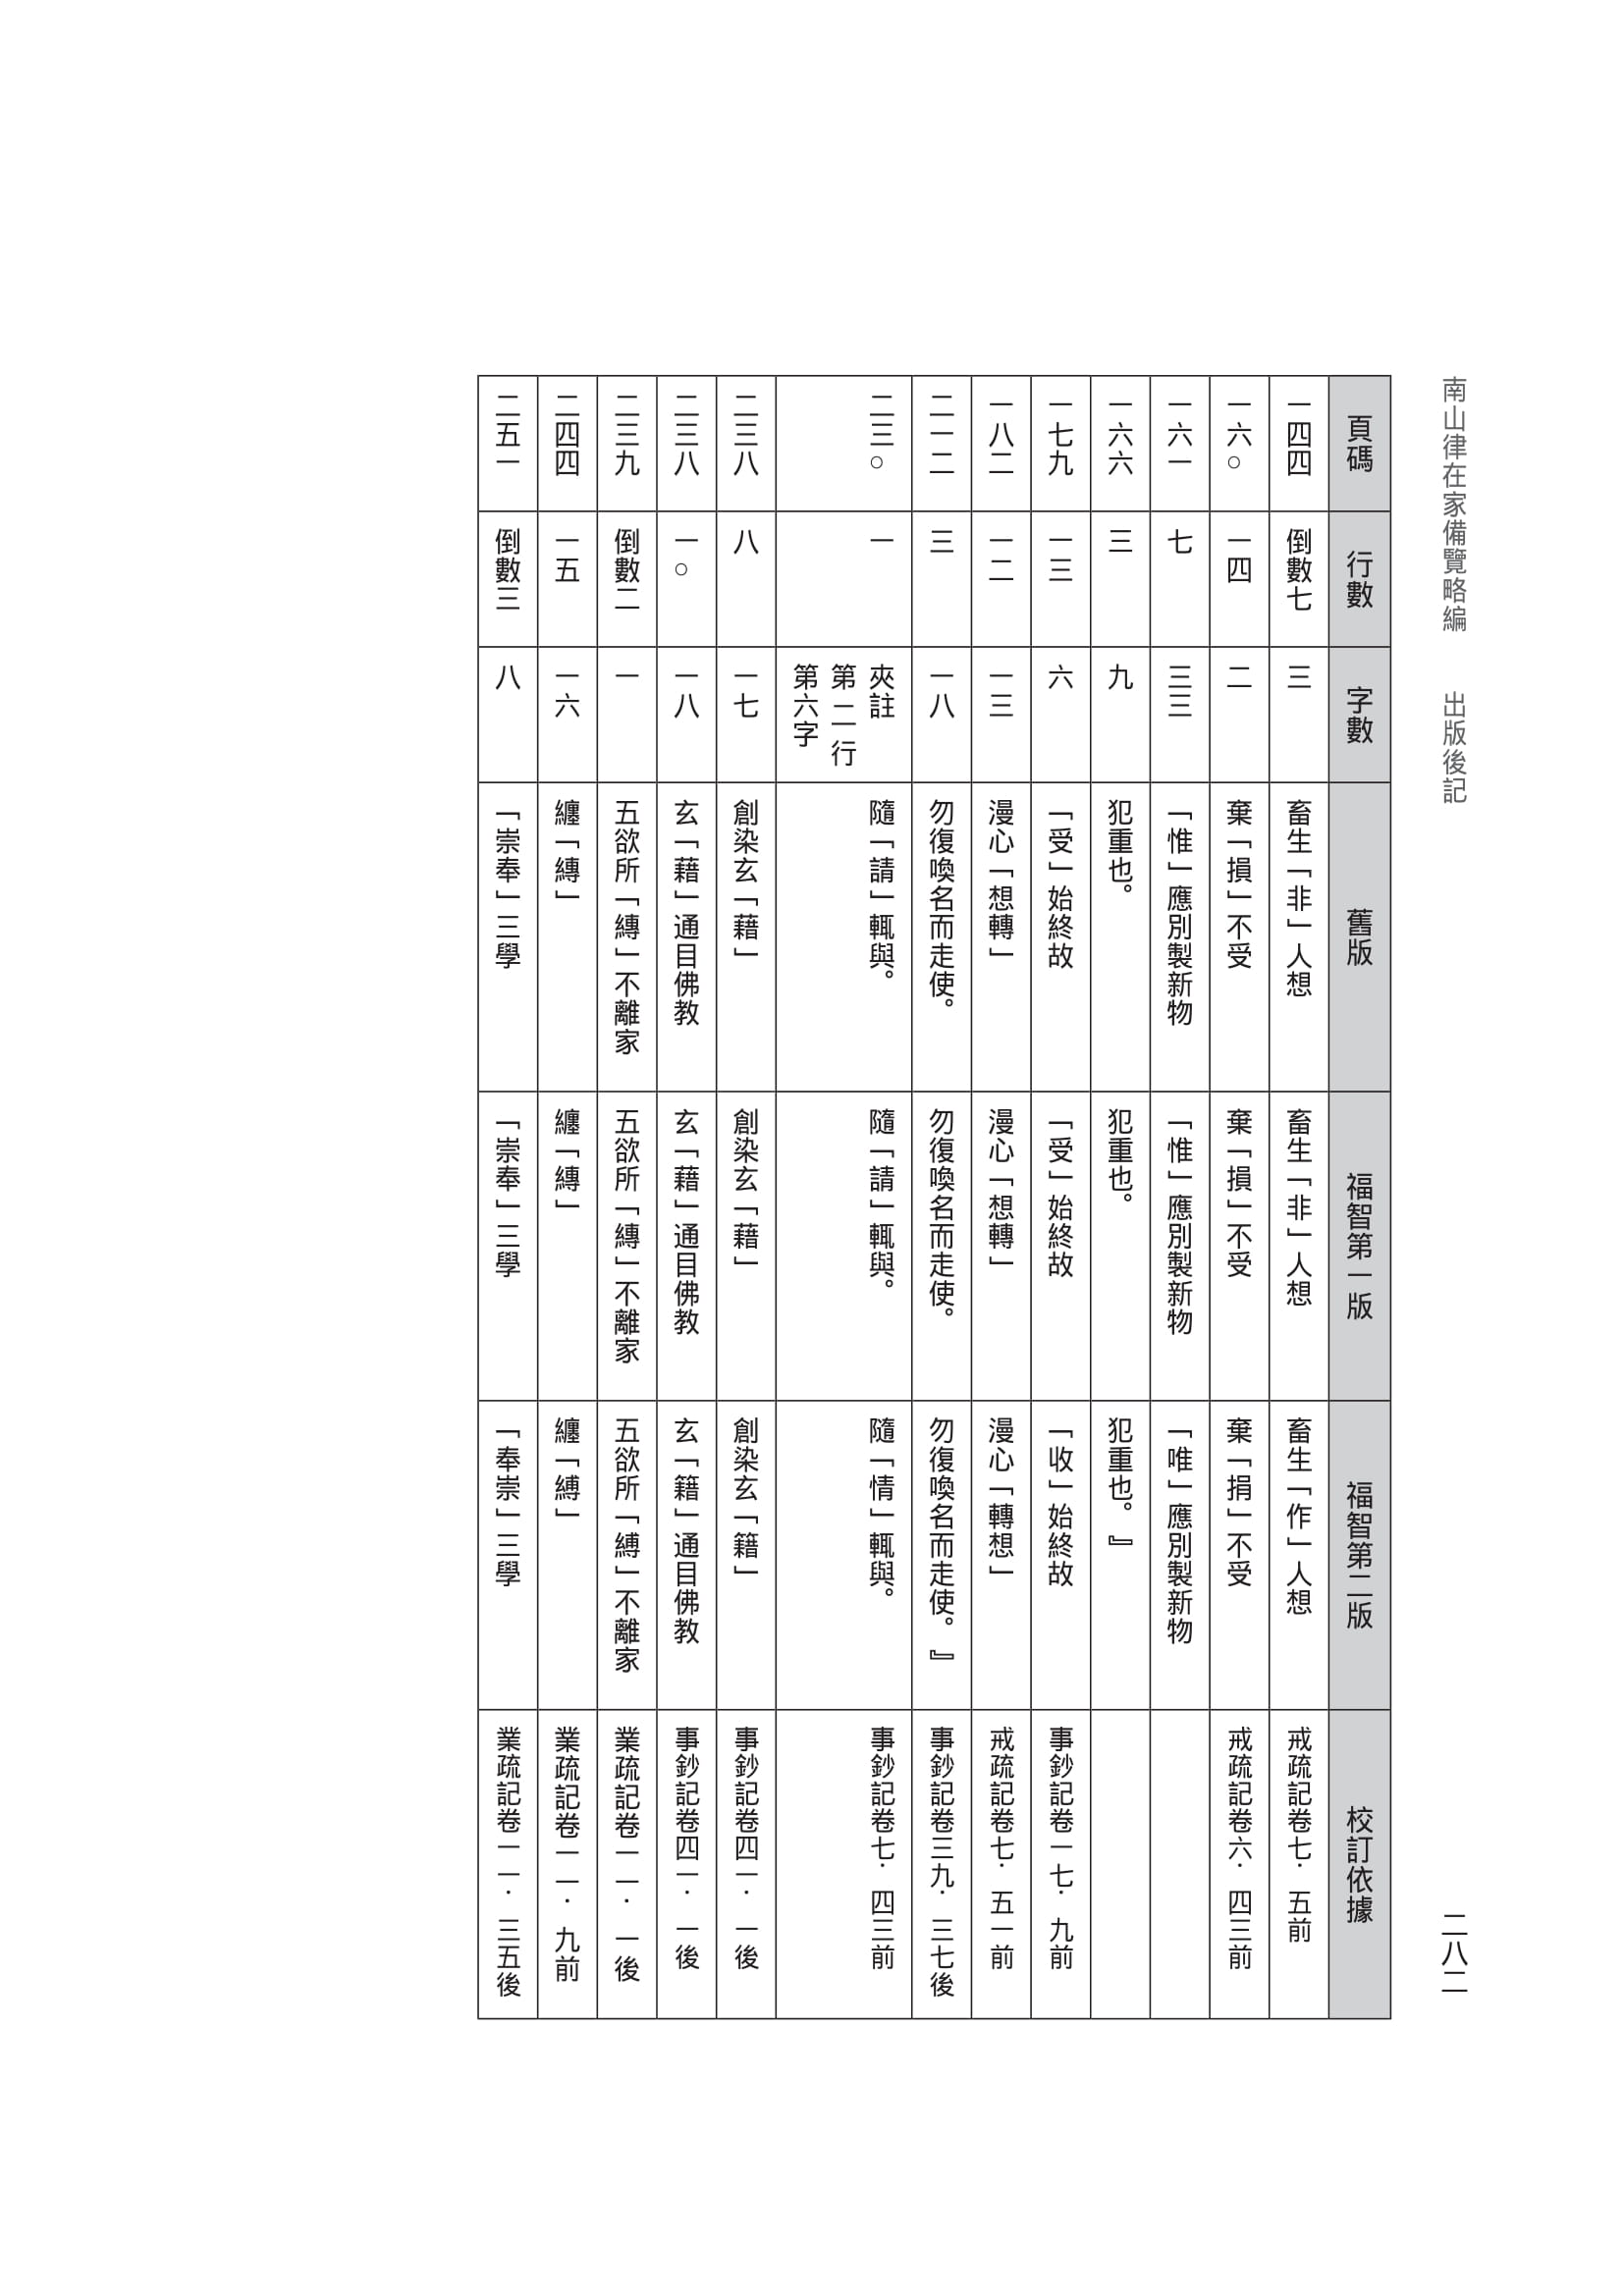 南山律在家備覽略編　出版後記
二八二
頁碼　行數　字數　舊版　福智第一版　福智第二版　校訂依據
一四四　倒數七　三　畜生「非」人想　畜生「非」人想　畜生「作」人想　戒疏記卷七．五前
一六○　一四　二　棄「損」不受　棄「損」不受　棄「捐」不受　戒疏記卷六．四三前
一六一　七　三三　「惟」應別製新物　「惟」應別製新物　「唯」應別製新物
一六六　三　九　犯重也。　犯重也。　犯重也。』
一七九　一三　六　「受」始終故　「受」始終故　「收」始終故　事鈔記卷一七．九前
一八二　一二　一三　漫心「想轉」　漫心「想轉」　漫心「轉想」　戒疏記卷七．五一前
二一二　三　一八　勿復喚名而走使。　勿復喚名而走使。　勿復喚名而走使。』　事鈔記卷三九．三七後
二三○　一　夾註第二行第六字　隨「請」輒與。　隨「請」輒與。　隨「情」輒與。　事鈔記卷七．四三前
二三八　八　一七　創染玄「藉」　創染玄「藉」　創染玄「籍」　事鈔記卷四一．一後
二三八　一○　一八　玄「藉」通目佛教　玄「藉」通目佛教　玄「籍」通目佛教　事鈔記卷四一．一後
二三九　倒數二　一　五欲所「縳」不離家　五欲所「縳」不離家　五欲所「縛」不離家　業疏記卷一一．一後
二四四　一五　一六　纏「縳」　纏「縳」　纏「縛」　業疏記卷一一．九前
二五一　倒數三　八　「崇奉」三學　「崇奉」三學　「奉崇」三學　業疏記卷一一．三五後